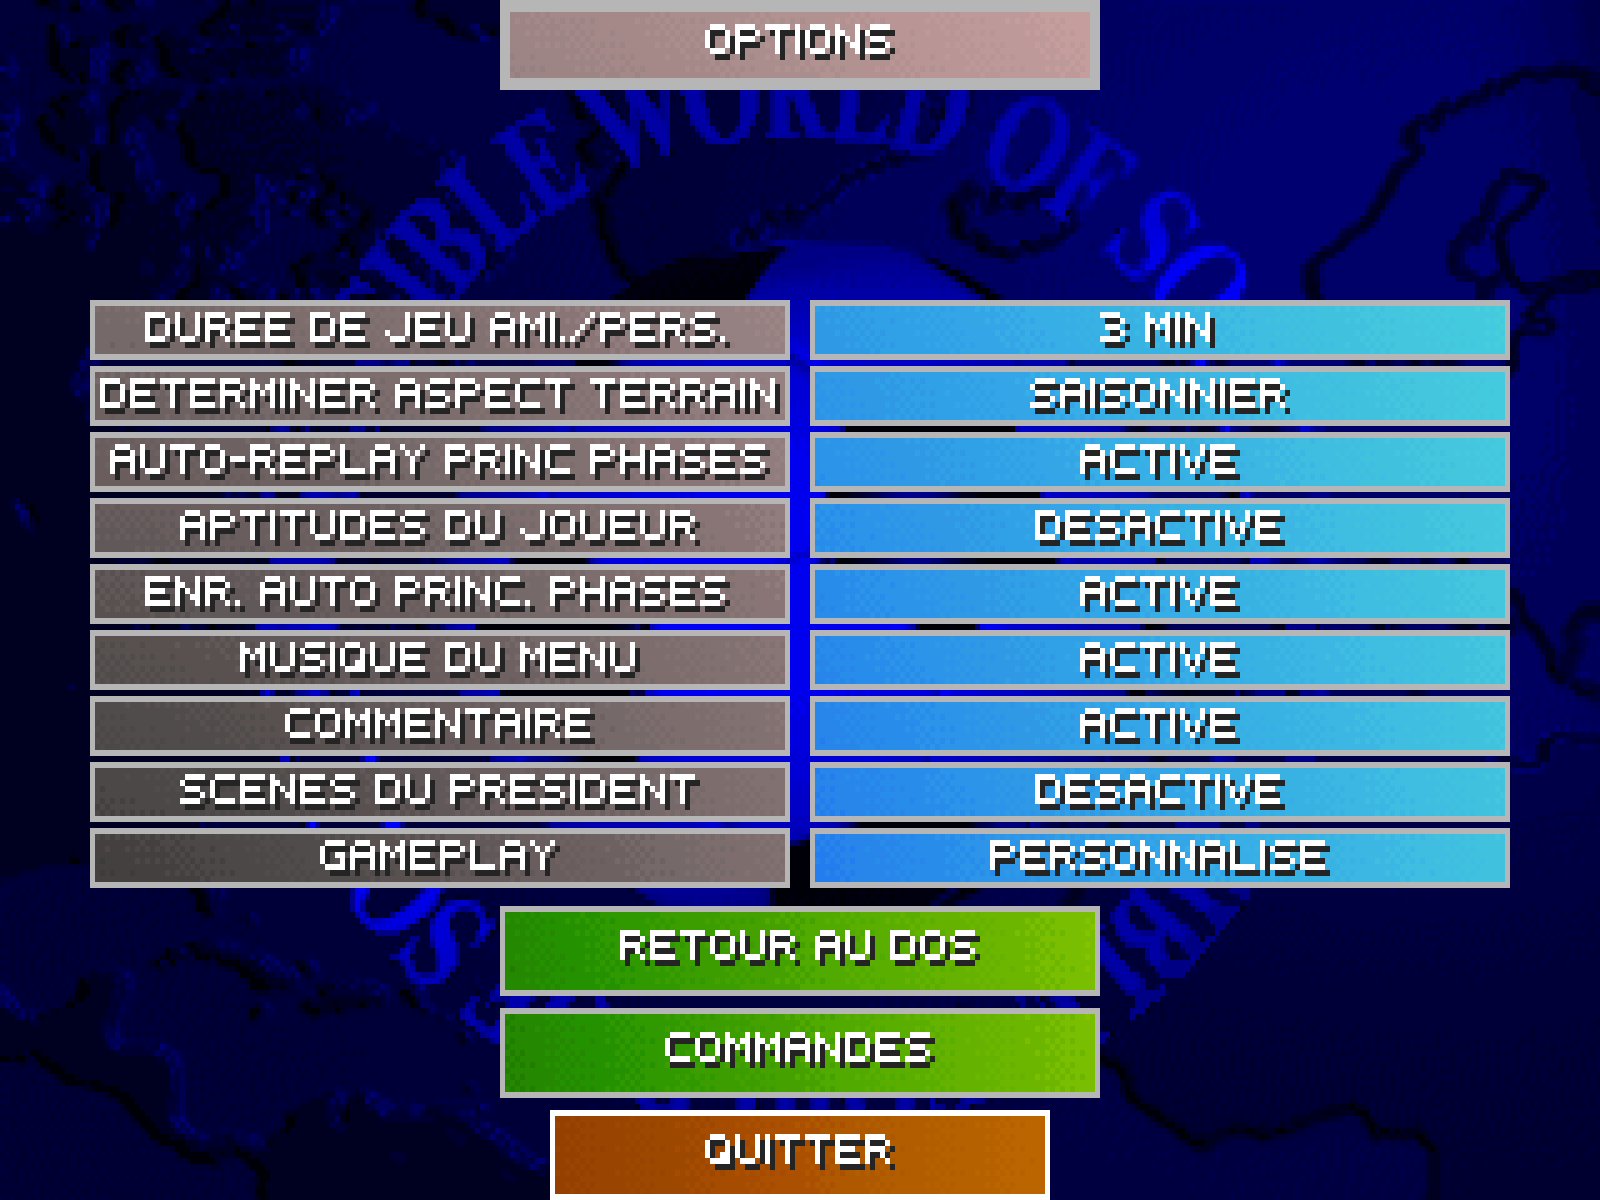 OPTIONS
WORLD OF
DUREE DE JEU AMI./PERS. 3 MIN
DETERMINER ASPECT TERRAIN SAISONNIER
AUTO-REPLAY PRINC PHASES ACTIVE
APTITUDES DU JOUEUR DESACTIVE
ENR. AUTO PRINC. PHASES ACTIVE
MUSIQUE DU MENU ACTIVE
COMMENTAIRE ACTIVE
SCENES DU PRESIDENT DESACTIVE
GAMEPLAY PERSONNALISE
RETOUR AU DOS
COMMANDES
QUITTER